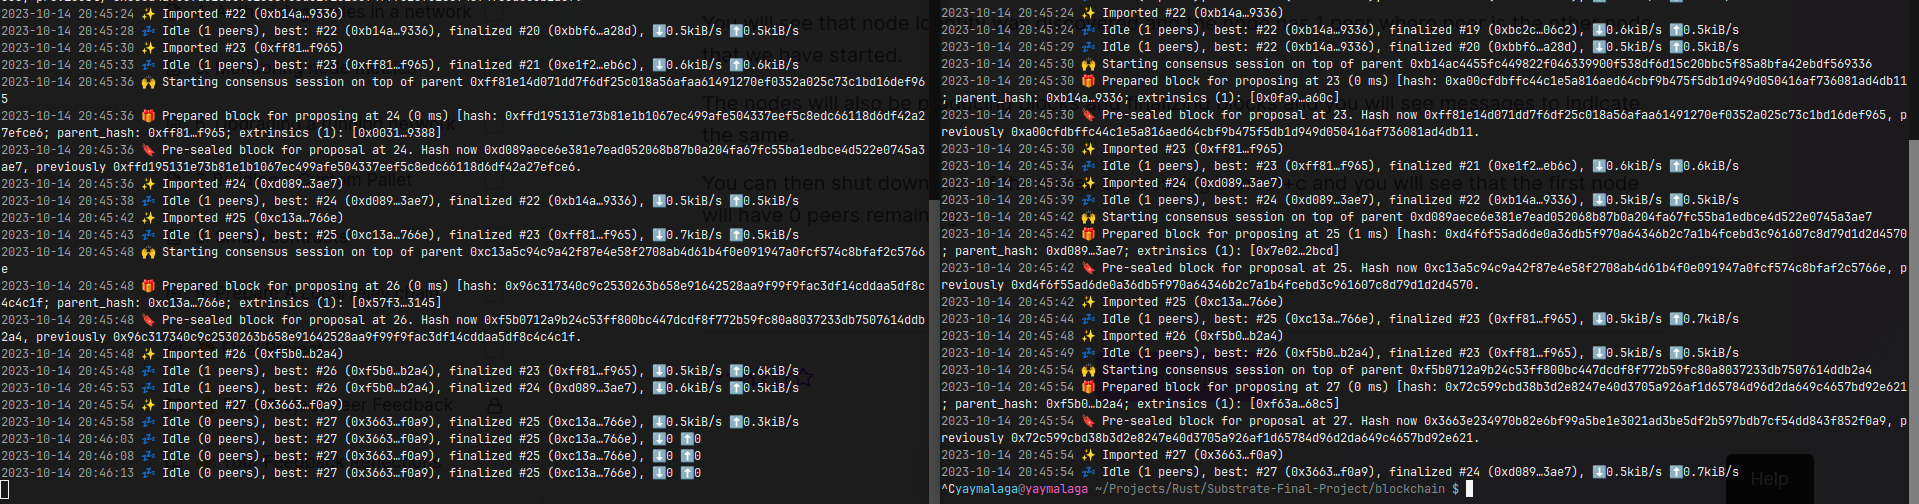 2023-10-14 20:45:24 ✨ Imported #22 (0xb14a…9336)
2023-10-14 20:45:28 💤 Idle (1 peers), best: #22 (0xb14a…9336), finalized #20 (0xbbf6…a28d), ⬇️0.5kiB/s ⬆️0.5kiB/s
2023-10-14 20:45:30 ✨ Imported #23 (0xff81…f965)
2023-10-14 20:45:33 💤 Idle (1 peers), best: #23 (0xff81…f965), finalized #21 (0xe1f2…eb6c), ⬇️0.6kiB/s ⬆️0.6kiB/s
2023-10-14 20:45:36 🙌 Starting consensus session on top of parent 0xff81e14d071dd7f6df25c018a56afaa61491270ef0352a025c73c1bd16def96
5
2023-10-14 20:45:36 🎁 Prepared block for proposing at 24 (0 ms) [hash: 0xffd195131e73b81e1b1067ec499afe504337eef5c8edc66118d6df42a2
7efce6; parent_hash: 0xff81…f965; extrinsics (1): [0x0031…9388]
2023-10-14 20:45:36 🔖 Pre-sealed block for proposal at 24. Hash now 0xd089aece6e381e7ead052068b87b0a204fa67fc55ba1edbce4d522e0745a3
ae7, previously 0xffd195131e73b81e1b1067ec499afe504337eef5c8edc66118d6df42a27efce6.
2023-10-14 20:45:36 ✨ Imported #24 (0xd089…3ae7)
2023-10-14 20:45:38 💤 Idle (1 peers), best: #24 (0xd089…3ae7), finalized #22 (0xb14a…9336), ⬇️0.5kiB/s ⬆️0.5kiB/s
2023-10-14 20:45:42 ✨ Imported #25 (0xc13a…766e)
2023-10-14 20:45:43 💤 Idle (1 peers), best: #25 (0xc13a…766e), finalized #23 (0xff81…f965), ⬇️0.7kiB/s ⬆️0.5kiB/s
2023-10-14 20:45:48 🙌 Starting consensus session on top of parent 0xc13a5c94c9a42f87e4e58f2708ab4d61b4f0e091947a0fcf574c8bfaf2c5766
e
2023-10-14 20:45:48 🎁 Prepared block for proposing at 26 (0 ms) [hash: 0x96c317340c9c2530263b658e91642528aa9f99f9fac3df14cddaa5df8c
4c4c1f; parent_hash: 0xc13a…766e; extrinsics (1): [0x57f3…3145]
2023-10-14 20:45:48 🔖 Pre-sealed block for proposal at 26. Hash now 0xf5b0712a9b24c53ff800bc447dcdf8f772b59fc80a8037233db7507614ddb
2a4, previously 0x96c317340c9c2530263b658e91642528aa9f99f9fac3df14cddaa5df8c4c4c1f.
2023-10-14 20:45:48 ✨ Imported #26 (0xf5b0…b2a4)
2023-10-14 20:45:48 💤 Idle (1 peers), best: #26 (0xf5b0…b2a4), finalized #23 (0xff81…f965), ⬇️0.5kiB/s ⬆️0.6kiB/s
2023-10-14 20:45:53 💤 Idle (1 peers), best: #26 (0xf5b0…b2a4), finalized #24 (0xd089…3ae7), ⬇️0.6kiB/s ⬆️0.5kiB/s
2023-10-14 20:45:54 ✨ Imported #27 (0x3663…f0a9)
2023-10-14 20:45:58 💤 Idle (0 peers), best: #27 (0x3663…f0a9), finalized #25 (0xc13a…766e), ⬇️0.5kiB/s ⬆️0.3kiB/s
2023-10-14 20:46:03 💤 Idle (0 peers), best: #27 (0x3663…f0a9), finalized #25 (0xc13a…766e), ⬇️0 ⬆️0
2023-10-14 20:46:08 💤 Idle (0 peers), best: #27 (0x3663…f0a9), finalized #25 (0xc13a…766e), ⬇️0 ⬆️0
2023-10-14 20:46:13 💤 Idle (0 peers), best: #27 (0x3663…f0a9), finalized #25 (0xc13a…766e), ⬇️0 ⬆️0
2023-10-14 20:45:24 ✨ Imported #22 (0xb14a…9336)
2023-10-14 20:45:24 💤 Idle (1 peers), best: #22 (0xb14a…9336), finalized #19 (0xbc2c…06c2), ⬇️0.6kiB/s ⬆️0.5kiB/s
2023-10-14 20:45:29 💤 Idle (1 peers), best: #22 (0xb14a…9336), finalized #20 (0xbbf6…a28d), ⬇️0.5kiB/s ⬆️0.5kiB/s
2023-10-14 20:45:30 🙌 Starting consensus session on top of parent 0xb14ac4455fc449822f046339900f538df6d15c20bbc5f85a8bfa42ebdf569336
2023-10-14 20:45:30 🎁 Prepared block for proposing at 23 (0 ms) [hash: 0xa00cfdbffc44c1e5a816aed64cbf9b475f5db1d949d050416af736081ad4db11
; parent_hash: 0xb14a…9336; extrinsics (1): [0x0fa9…a60c]
2023-10-14 20:45:30 🔖 Pre-sealed block for proposal at 23. Hash now 0xff81e14d071dd7f6df25c018a56afaa61491270ef0352a025c73c1bd16def965, p
reviously 0xa00cfdbffc44c1e5a816aed64cbf9b475f5db1d949d050416af736081ad4db11.
2023-10-14 20:45:30 ✨ Imported #23 (0xff81…f965)
2023-10-14 20:45:34 💤 Idle (1 peers), best: #23 (0xff81…f965), finalized #21 (0xe1f2…eb6c), ⬇️0.6kiB/s ⬆️0.6kiB/s
2023-10-14 20:45:36 ✨ Imported #24 (0xd089…3ae7)
2023-10-14 20:45:39 💤 Idle (1 peers), best: #24 (0xd089…3ae7), finalized #22 (0xb14a…9336), ⬇️0.5kiB/s ⬆️0.5kiB/s
2023-10-14 20:45:42 🙌 Starting consensus session on top of parent 0xd089aece6e381e7ead052068b87b0a204fa67fc55ba1edbce4d522e0745a3ae7
2023-10-14 20:45:42 🎁 Prepared block for proposing at 25 (1 ms) [hash: 0xd4f6f55ad6de0a36db5f970a64346b2c7a1b4fcebd3c961607c8d79d1d2d4570
; parent_hash: 0xd089…3ae7; extrinsics (1): [0x7e02…2bcd]
2023-10-14 20:45:42 🔖 Pre-sealed block for proposal at 25. Hash now 0xc13a5c94c9a42f87e4e58f2708ab4d61b4f0e091947a0fcf574c8bfaf2c5766e, p
reviously 0xd4f6f55ad6de0a36db5f970a64346b2c7a1b4fcebd3c961607c8d79d1d2d4570.
2023-10-14 20:45:42 ✨ Imported #25 (0xc13a…766e)
2023-10-14 20:45:44 💤 Idle (1 peers), best: #25 (0xc13a…766e), finalized #23 (0xff81…f965), ⬇️0.5kiB/s ⬆️0.7kiB/s
2023-10-14 20:45:48 ✨ Imported #26 (0xf5b0…b2a4)
2023-10-14 20:45:49 💤 Idle (1 peers), best: #26 (0xf5b0…b2a4), finalized #23 (0xff81…f965), ⬇️0.5kiB/s ⬆️0.5kiB/s
2023-10-14 20:45:54 🙌 Starting consensus session on top of parent 0xf5b0712a9b24c53ff800bc447dcdf8f772b59fc80a8037233db7507614ddb2a4
2023-10-14 20:45:54 🎁 Prepared block for proposing at 27 (0 ms) [hash: 0x72c599cbd38b3d2e8247e40d3705a926af1d65784d96d2da649c4657bd92e621
; parent_hash: 0xf5b0…b2a4; extrinsics (1): [0xf63a…68c5]
2023-10-14 20:45:54 🔖 Pre-sealed block for proposal at 27. Hash now 0x3663e234970b82e6bf99a5be1e3021ad3be5df2b597bdb7cf54dd843f852f0a9, p
reviously 0x72c599cbd38b3d2e8247e40d3705a926af1d65784d96d2da649c4657bd92e621.
2023-10-14 20:45:54 ✨ Imported #27 (0x3663…f0a9)
2023-10-14 20:45:54 💤 Idle (1 peers), best: #27 (0x3663…f0a9), finalized #24 (0xd089…3ae7), ⬇️0.5kiB/s ⬆️0.7kiB/s
^Cyaymalaga@yaymalaga ~/Projects/Rust/Substrate-Final-Project/blockchain $
Help